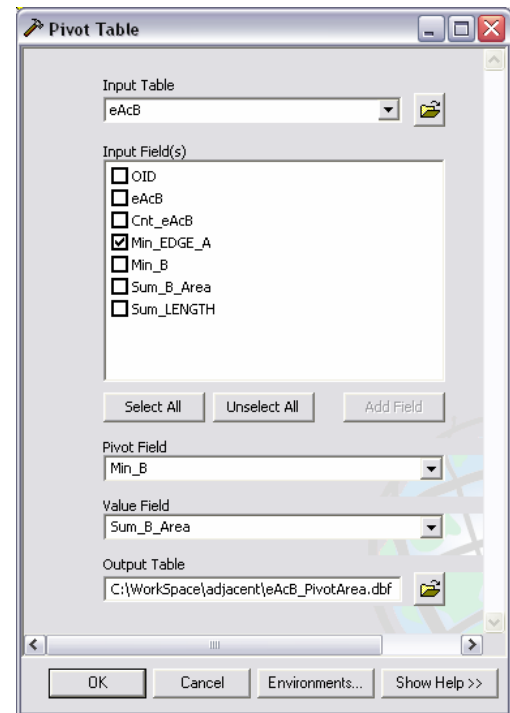 Pivot Table
Input Table
eAcB
Input Field(s)
OID
eAcB
Cnt_eAcB
Min_EDGE_A
Min_B
Sum_B_Area
Sum_LENGTH
Select All Unselect All Add Field
Pivot Field
Min_B
Value Field
Sum_B_Area
Output Table
C:\WorkSpace\adjacent\eAcB_PivotArea.dbf
OK Cancel Environments... Show Help >>